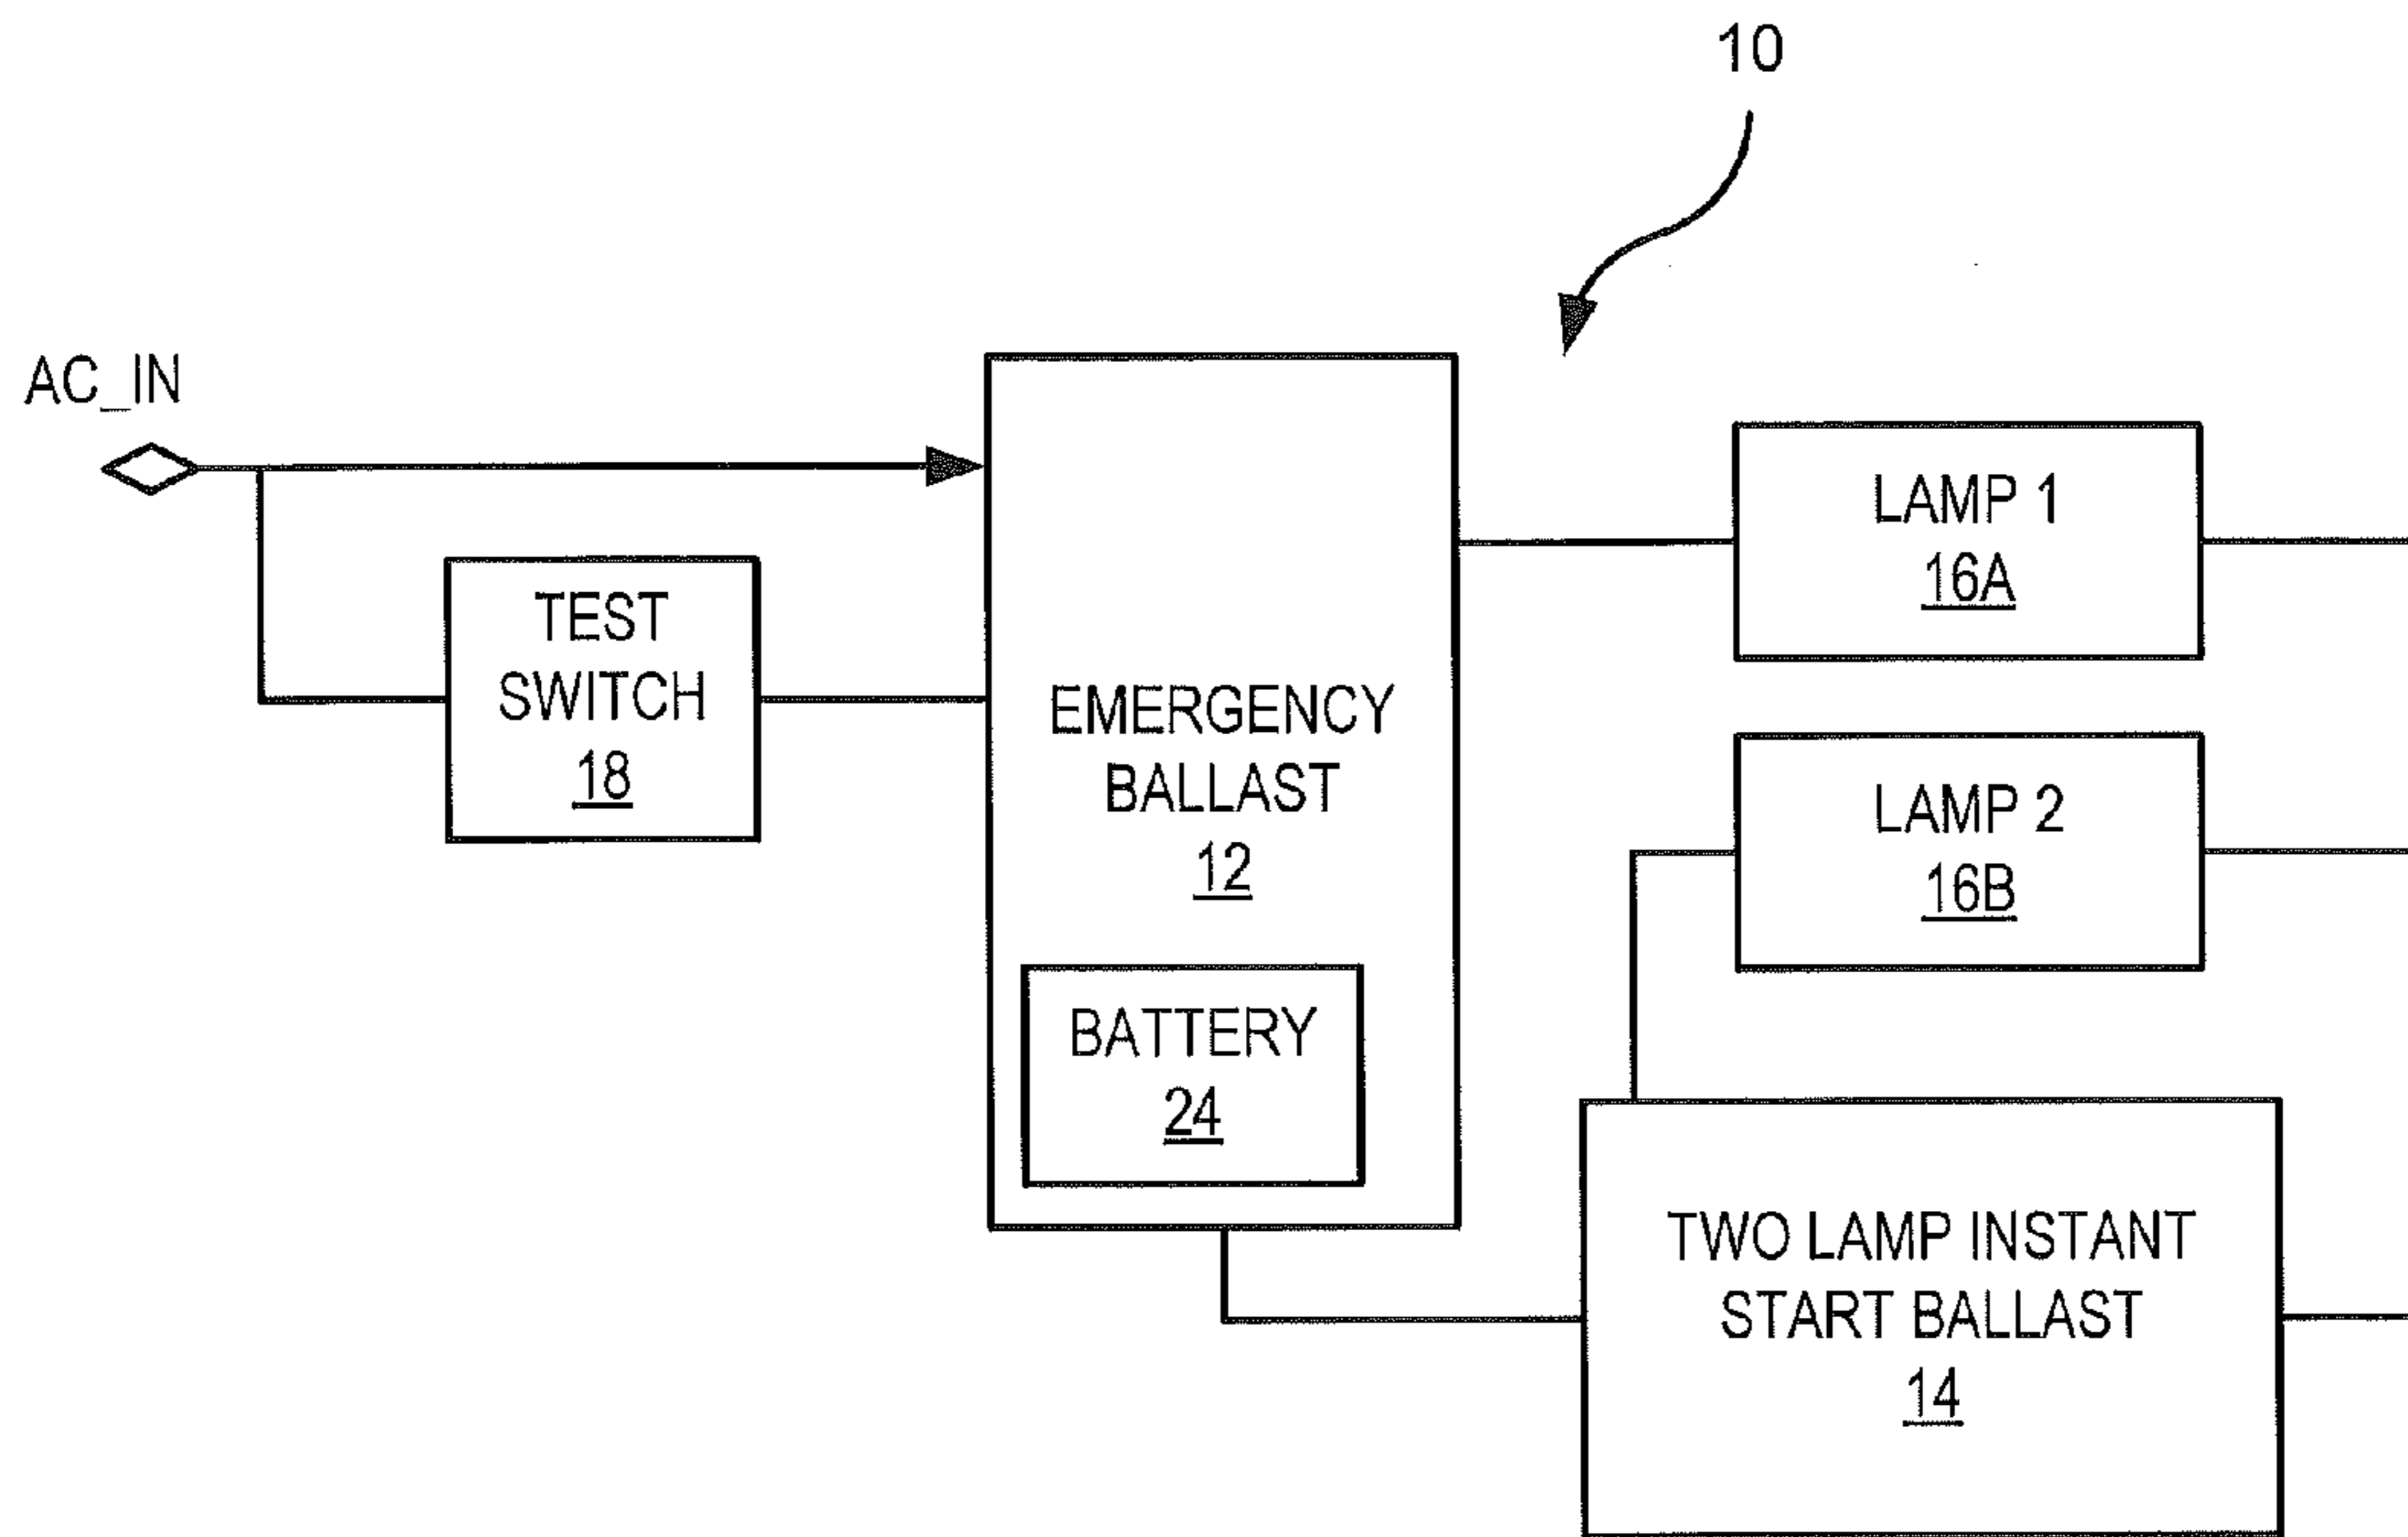 10
AC_IN
TEST
SWITCH
18
EMERGENCY
BALLAST
12
BATTERY
24
LAMP 1
16A
LAMP 2
16B
TWO LAMP INSTANT
START BALLAST
14